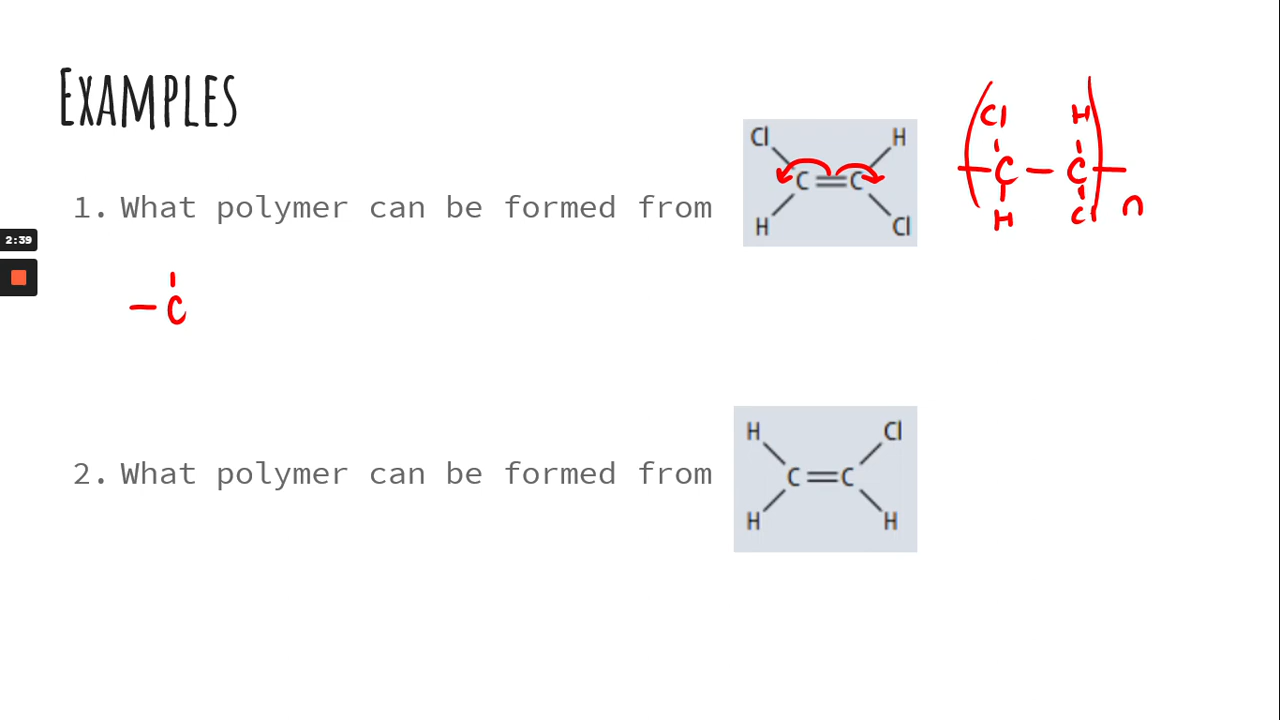 EXAMPLES
1. What polymer can be formed from
Cl H
C C
H Cl
Cl H
C C
H Cl n
2:39
C
2. What polymer can be formed from
H Cl
C C
H H